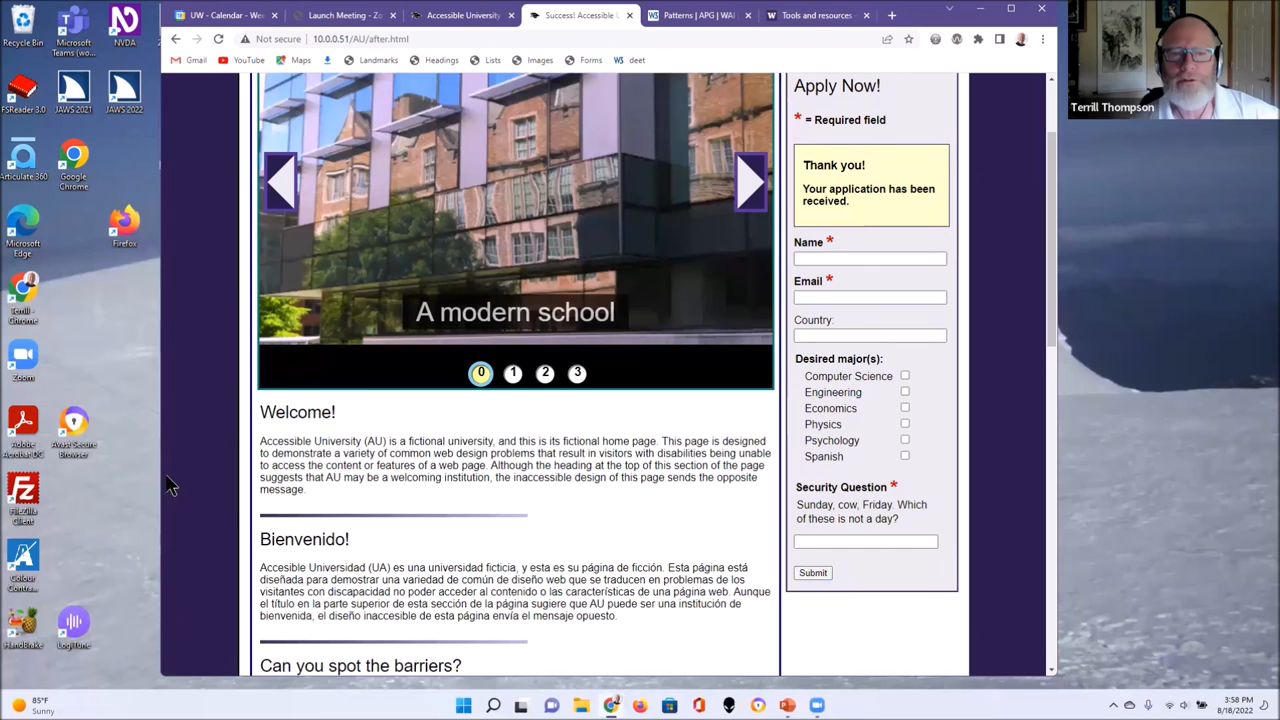 Recycle Bin
Microsoft Teams (wo...
NVDA
FSReader3.0
JAWS 2021
JAWS 2022
Articulate 360
Google Chrome
Microsoft Edge
Firefox
Terrill - Chrome
Zoom
Adobe Acrobat DC
Avast Secure Browser
FileZilla Client
HandBrake
LogiTune
UW - Calendar - We
Launch Meeting - Zo
Accessible University
Success! Accessible U
Patterns | APG | WAI
Tools and resources
Not secure
10.0.0.51/AU/after.html
Gmail
YouTube
Maps
Landmarks
Headings
Lists
Images
Forms
deet
Terrill Thompson
A modern school
0
1
2
3
Welcome!
Accessible University (AU) is a fictional university, and this is its fictional home page. This page is designed
to demonstrate a variety of common web design problems that result in visitors with disabilities being unable
to access the content or features of a web page. Although the heading at the top of this section of the page
suggests that AU may be a welcoming institution, the inaccessible design of this page sends the opposite
message.
Bienvenido!
Accesible Universidad (UA) es una universidad ficticia, y esta es su página de ficción. Esta página está
diseñada para demostrar una variedad de común de diseño web que se traducen en problemas de los
visitantes con discapacidad no poder acceder al contenido o las características de una página web. Aunque
el título en la parte superior de esta sección de la página sugiere que AU puede ser una institución de
bienvenida, el diseño inaccesible de esta página envía el mensaje opuesto.
Can you spot the barriers?
Apply Now!
* = Required field
Thank you!
Your application has been
received.
Name *
Email *
Country:
Desired major(s):
Computer Science
Engineering
Economics
Physics
Psychology
Spanish
Security Question *
Sunday, cow, Friday. Which
of these is not a day?
Submit
85°F
Sunny
3:58 PM
8/18/2022